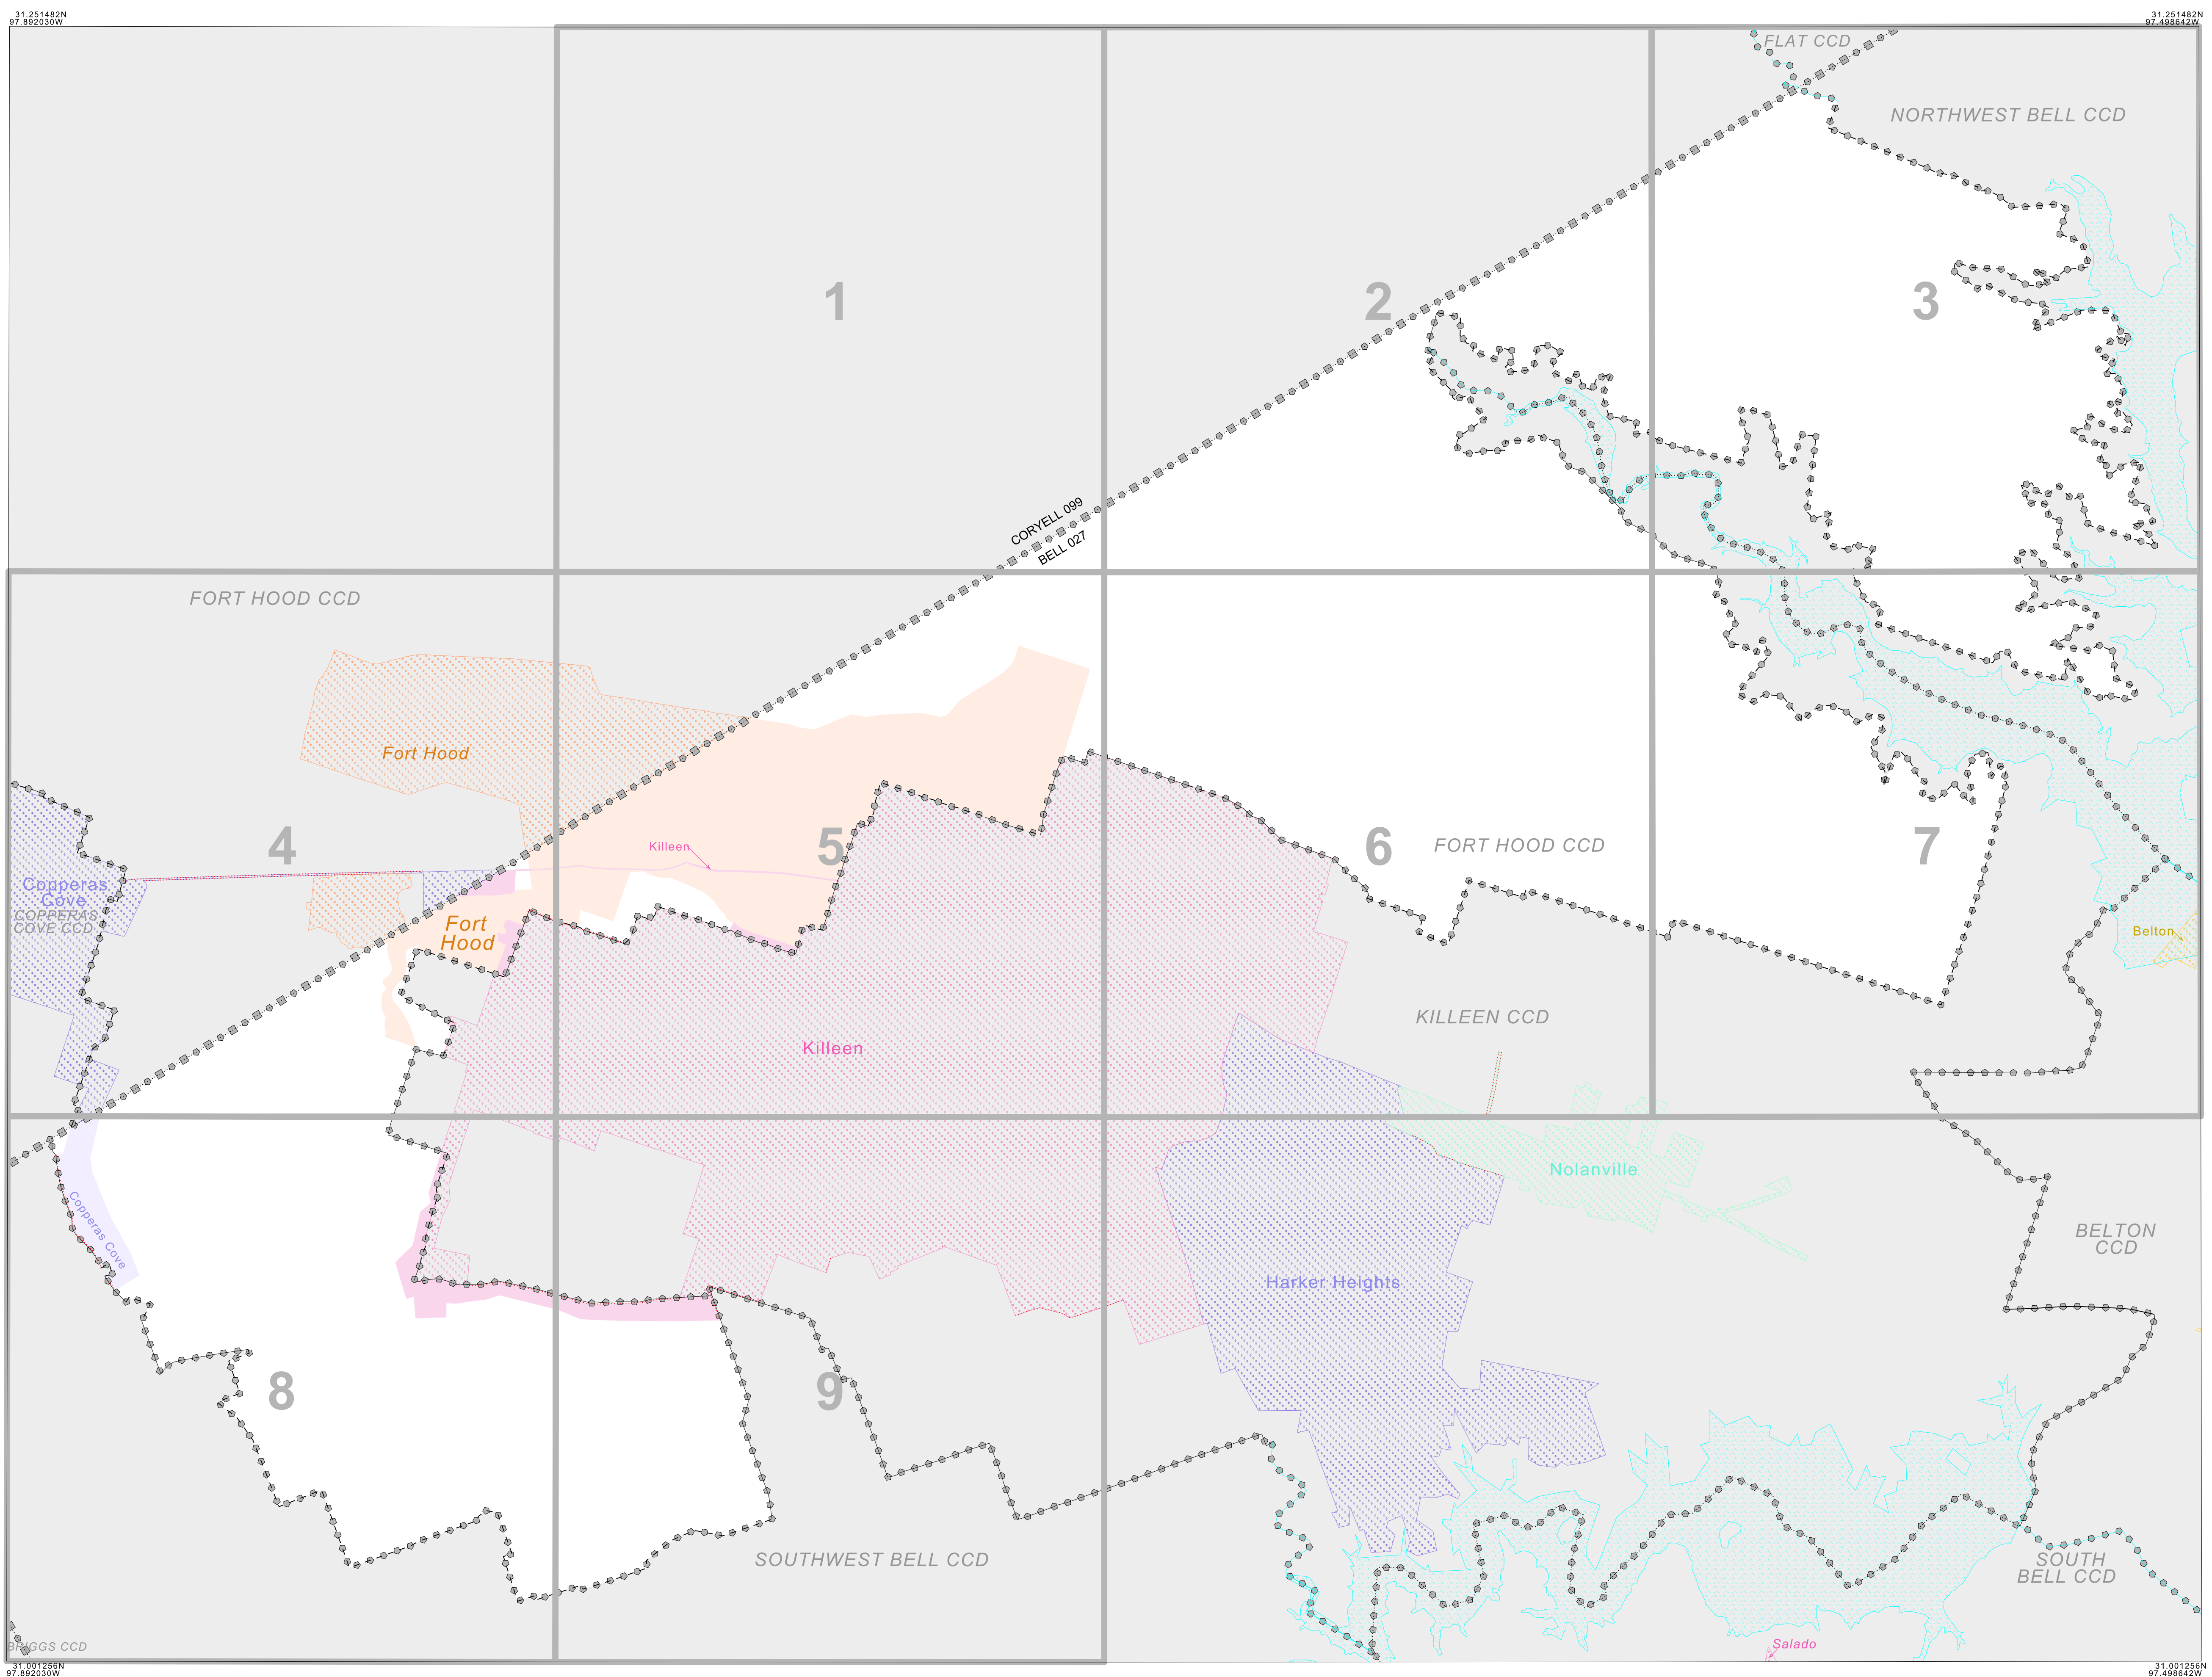 31.251482N
97.892030W
31.251482N
97.498642W
FLAT CCD
NORTHWEST BELL CCD
1
2
3
CORYELL 099
BELL 027
FORT HOOD CCD
Fort Hood
4
Killeen
5
6
FORT HOOD CCD
7
Copperas
Cove
COPPERAS
COVE CCD
Fort
Hood
Belton
KILLEEN CCD
Killeen
Nolanville
Copperas Cove
BELTON
CCD
Harker Heights
8
9
SOUTHWEST BELL CCD
SOUTH
BELL CCD
BRIGGS CCD
Salado
31.001256N
97.892030W
31.001256N
97.498642W